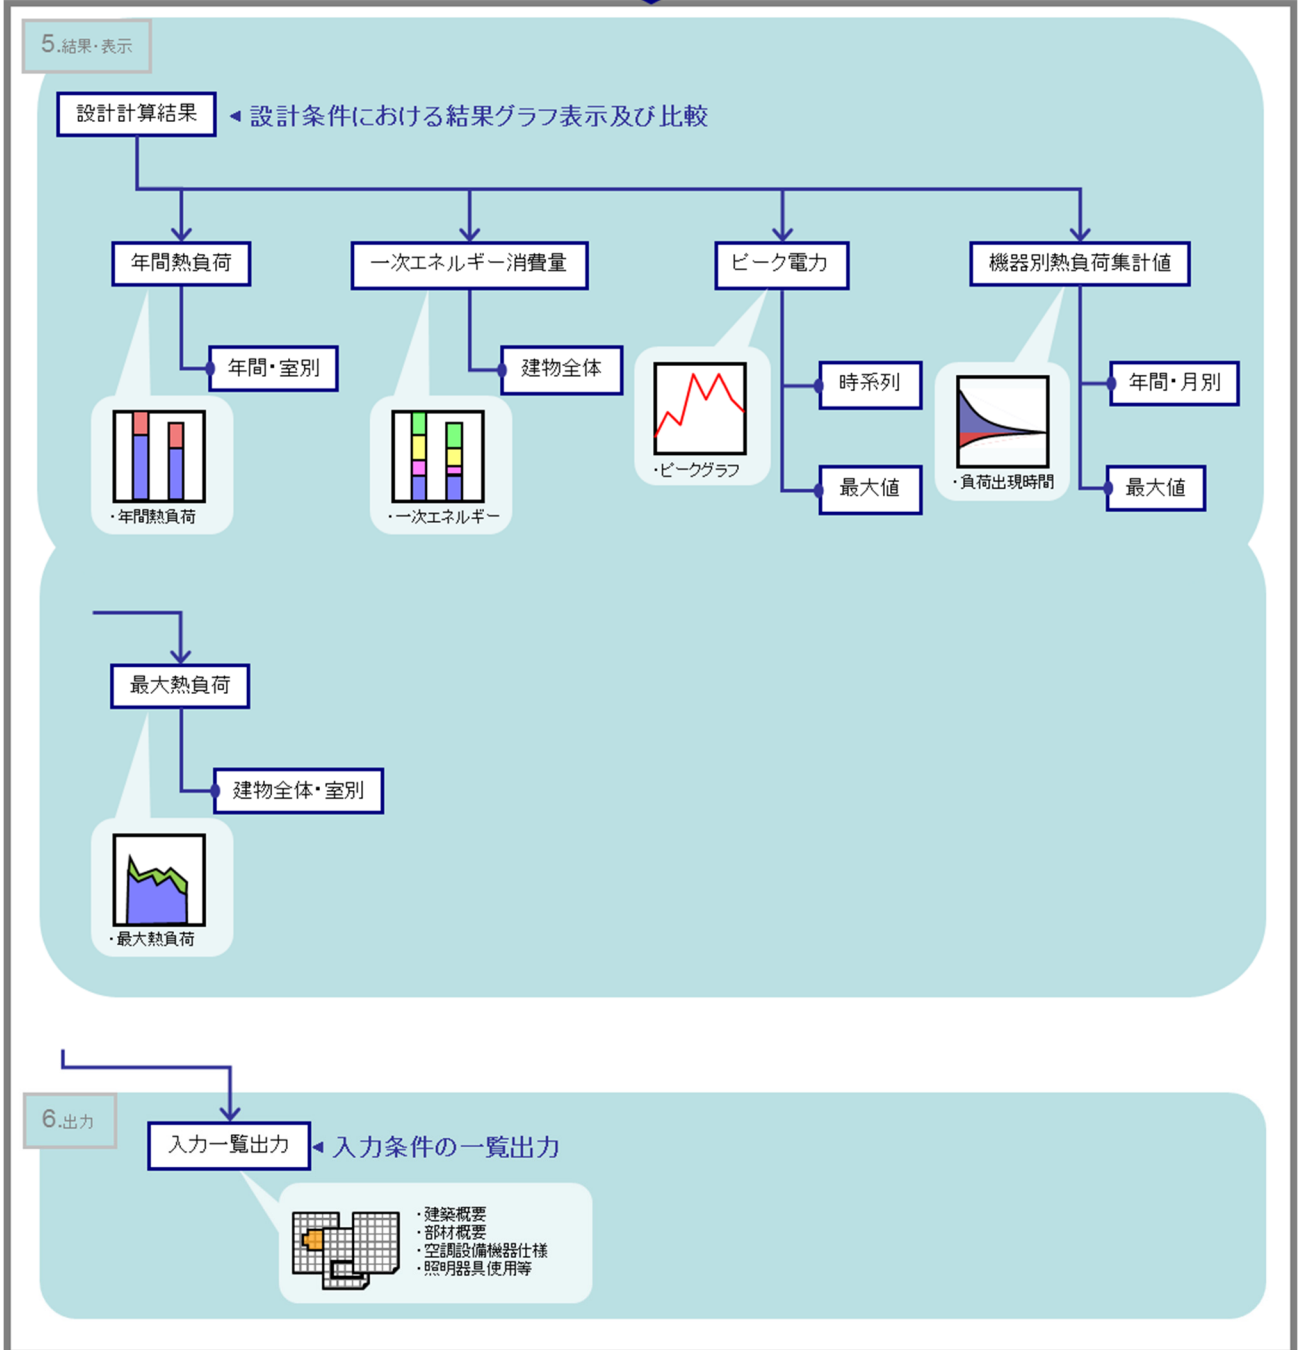 5.結果・表示
設計計算結果
◀設計条件における結果グラフ表示及び比較
年間熱負荷
一次エネルギー消費量
ピーク電力
機器別熱負荷集計値
年間・室別
建物全体
時系列
年間・月別
・ピークグラフ
・負荷出現時間
最大値
最大値
・年間熱負荷
・一次エネルギー
最大熱負荷
建物全体・室別
・最大熱負荷
6.出力
入力一覧出力
◀入力条件の一覧出力
・建築概要
・部材概要
・空調設備機器仕様
・照明器具使用等